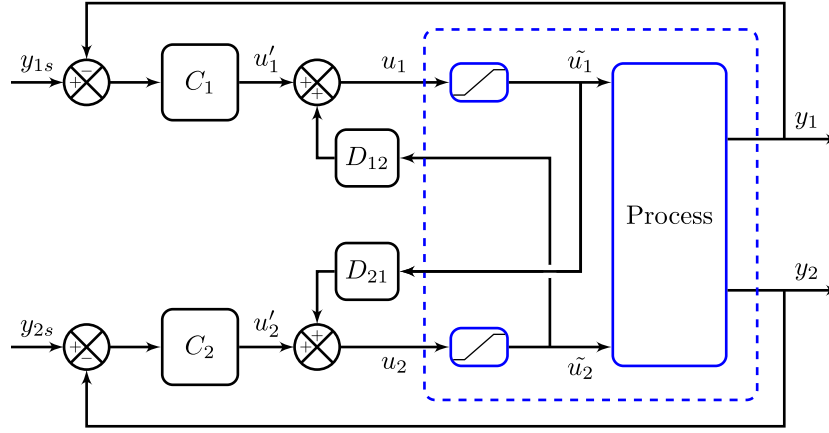 y₁ₛ
+
−
C₁
u′₁
+
+
u₁
ũ₁
y₁
D₁₂
Process
D₂₁
y₂
y₂ₛ
+
−
C₂
u′₂
+
+
u₂
ũ₂